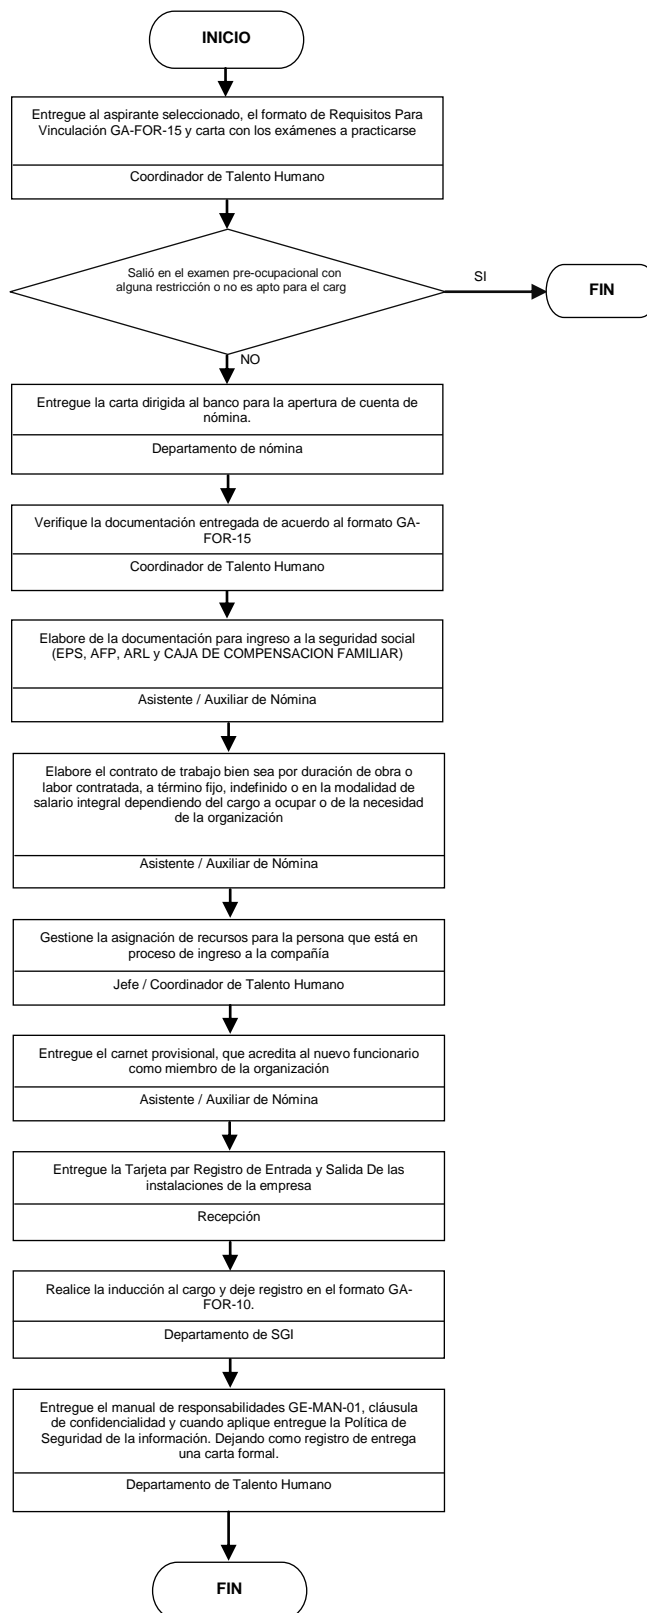 INICIO
Entregue al aspirante seleccionado, el formato de Requisitos Para
Vinculación GA-FOR-15 y carta con los exámenes a practicarse
Coordinador de Talento Humano
Salió en el examen pre-ocupacional con
alguna restricción o no es apto para el carg
SI
FIN
NO
Entregue la carta dirigida al banco para la apertura de cuenta de
nómina.
Departamento de nómina
Verifique la documentación entregada de acuerdo al formato GA-
FOR-15
Coordinador de Talento Humano
Elabore de la documentación para ingreso a la seguridad social
(EPS, AFP, ARL y CAJA DE COMPENSACION FAMILIAR)
Asistente / Auxiliar de Nómina
Elabore el contrato de trabajo bien sea por duración de obra o
labor contratada, a término fijo, indefinido o en la modalidad de
salario integral dependiendo del cargo a ocupar o de la necesidad
de la organización
Asistente / Auxiliar de Nómina
Gestione la asignación de recursos para la persona que está en
proceso de ingreso a la compañía
Jefe / Coordinador de Talento Humano
Entregue el carnet provisional, que acredita al nuevo funcionario
como miembro de la organización
Asistente / Auxiliar de Nómina
Entregue la Tarjeta par Registro de Entrada y Salida De las
instalaciones de la empresa
Recepción
Realice la inducción al cargo y deje registro en el formato GA-
FOR-10.
Departamento de SGI
Entregue el manual de responsabilidades GE-MAN-01, cláusula
de confidencialidad y cuando aplique entregue la Política de
Seguridad de la información. Dejando como registro de entrega
una carta formal.
Departamento de Talento Humano
FIN